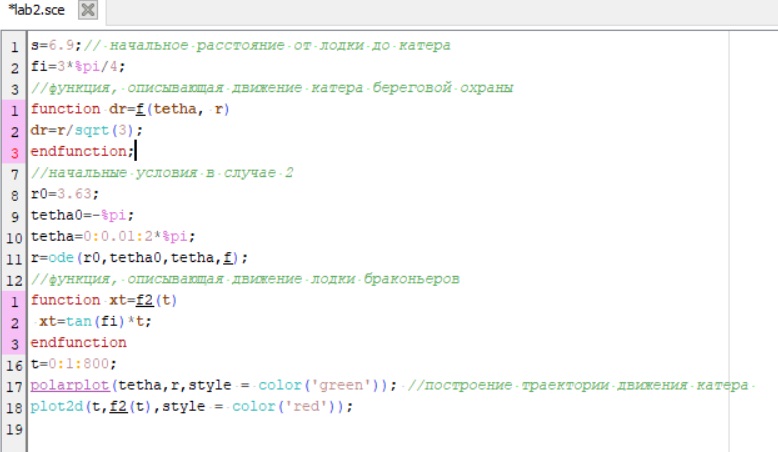 *lab2.sce
1 s=6.9;// начальное расстояние от лодки до катера
2 fi=3*%pi/4;
3 //функция, описывающая движение катера береговой охраны
1 function dr=f(tetha, r)
2 dr=r/sqrt(3);
3 endfunction;
7 //начальные условия в случае 2
8 r0=3.63;
9 tetha0=-%pi;
10 tetha=0:0.01:2*%pi;
11 r=ode(r0,tetha0,tetha,f);
12 //функция, описывающая движение лодки браконьеров
1 function xt=f2(t)
2 xt=tan(fi)*t;
3 endfunction
16 t=0:1:800;
17 polarplot(tetha,r,style = color('green')); //построение траектории движения катера
18 plot2d(t,f2(t),style = color('red'));
19